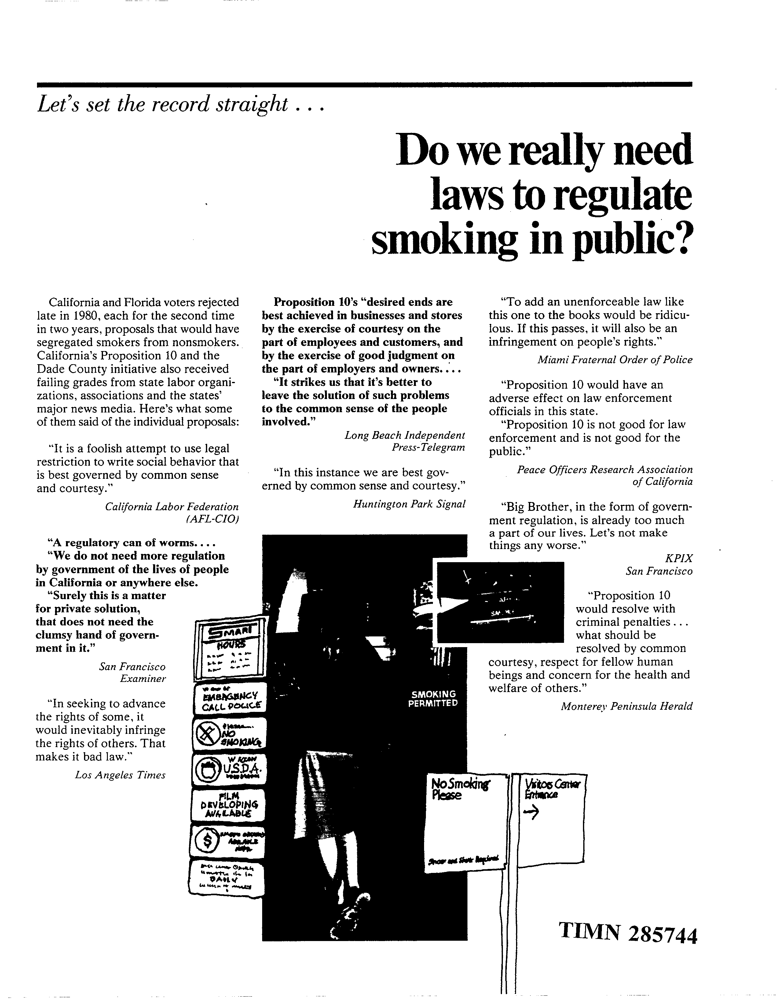 Let's set the record straight . . .
Do we really need
laws to regulate
smoking in public?
California and Florida voters rejected
late in 1980, each for the second time
in two years, proposals that would have
segregated smokers from nonsmokers.
California's Proposition 10 and the
Dade County initiative also received
failing grades from state labor organi-
zations, associations and the states'
major news media. Here's what some
of them said of the individual proposals:
"It is a foolish attempt to use legal
restriction to write social behavior that
is best governed by common sense
and courtesy."
California Labor Federation
(AFL-CIO)
"A regulatory can of worms. . . .
"We do not need more regulation
by government of the lives of people
in California or anywhere else.
"Surely this is a matter
for private solution,
that does not need the
clumsy hand of govern-
ment in it."
San Francisco
Examiner
"In seeking to advance
the rights of some, it
would inevitably infringe
the rights of others. That
makes it bad law."
Los Angeles Times
Proposition 10's "desired ends are
best achieved in businesses and stores
by the exercise of courtesy on the
part of employees and customers, and
by the exercise of good judgment on
the part of employers and owners. . . .
"It strikes us that it's better to
leave the solution of such problems
to the common sense of the people
involved."
Long Beach Independent
Press-Telegram
"In this instance we are best gov-
erned by common sense and courtesy."
Huntington Park Signal
"To add an unenforceable law like
this one to the books would be ridicu-
lous. If this passes, it will also be an
infringement on people's rights."
Miami Fraternal Order of Police
"Proposition 10 would have an
adverse effect on law enforcement
officials in this state.
"Proposition 10 is not good for law
enforcement and is not good for the
public."
Peace Officers Research Association
of California
"Big Brother, in the form of govern-
ment regulation, is already too much
a part of our lives. Let's not make
things any worse."
KPIX
San Francisco
"Proposition 10
would resolve with
criminal penalties . . .
what should be
resolved by common
courtesy, respect for fellow human
beings and concern for the health and
welfare of others."
Monterey Peninsula Herald
SMART
HOURS
EMERGENCY
CALL POLICE
NO
SMOKING
U.S.D.A.
FILM
DEVELOPING
AVAILABLE
$
DAILY
SMOKING
PERMITTED
No Smoking
Please
Shoes and Shirts Required
Visitors Center
Entrance
TIMN 285744